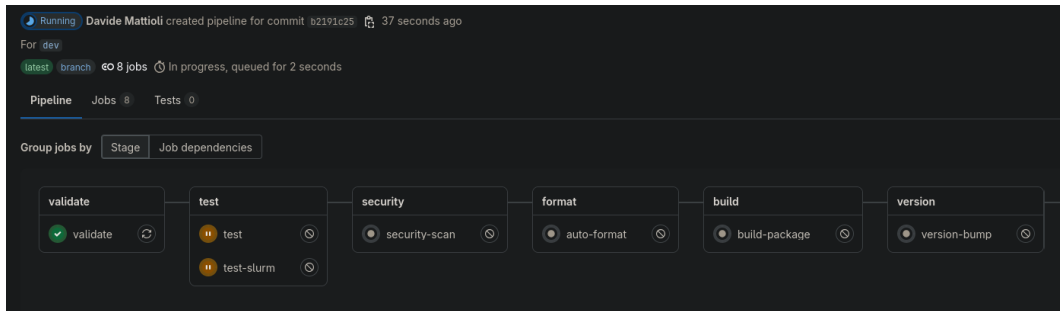 Running Davide Mattioli created pipeline for commit b2191c25 37 seconds ago
For dev
latest branch 8 jobs In progress, queued for 2 seconds
Pipeline Jobs 8 Tests 0
Group jobs by Stage Job dependencies
validate test security format build version
validate test security-scan auto-format build-package version-bump
test-slurm